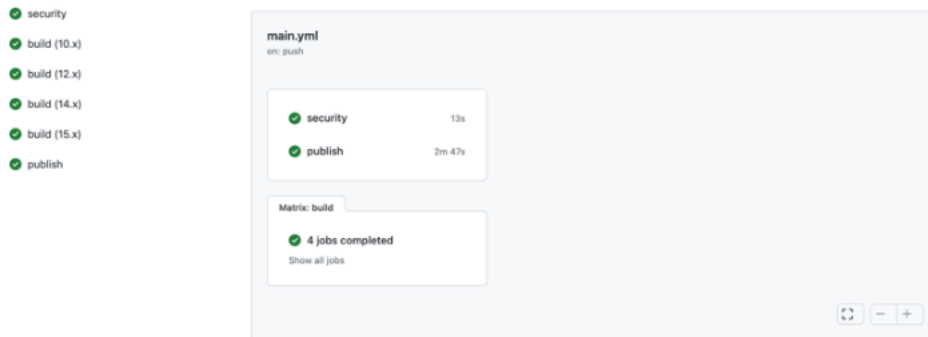 security
build (10.x)
build (12.x)
build (14.x)
build (15.x)
publish
main.yml
on: push
security 13s
publish 2m 47s
Matrix: build
4 jobs completed
Show all jobs